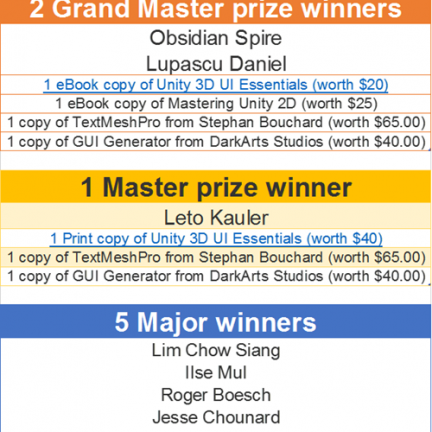 2 Grand Master prize winners
Obsidian Spire
Lupascu Daniel
1 eBook copy of Unity 3D UI Essentials (worth $20)
1 eBook copy of Mastering Unity 2D (worth $25)
1 copy of TextMeshPro from Stephan Bouchard (worth $65.00)
1 copy of GUI Generator from DarkArts Studios (worth $40.00)
1 Master prize winner
Leto Kauler
1 Print copy of Unity 3D UI Essentials (worth $40)
1 copy of TextMeshPro from Stephan Bouchard (worth $65.00)
1 copy of GUI Generator from DarkArts Studios (worth $40.00)
5 Major winners
Lim Chow Siang
Ilse Mul
Roger Boesch
Jesse Chounard